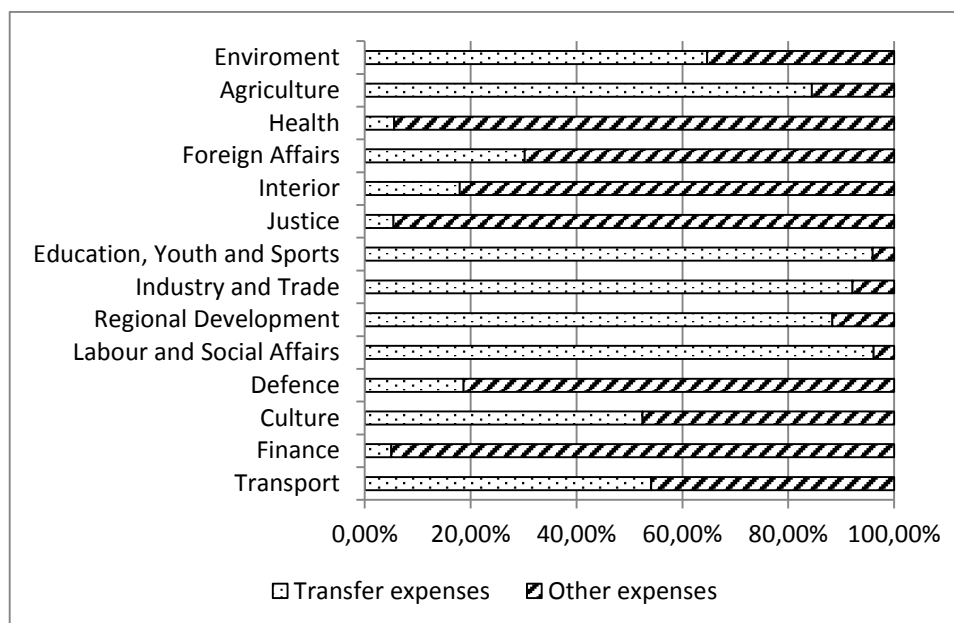 Enviroment
Agriculture
Health
Foreign Affairs
Interior
Justice
Education, Youth and Sports
Industry and Trade
Regional Development
Labour and Social Affairs
Defence
Culture
Finance
Transport
0,00% 20,00% 40,00% 60,00% 80,00% 100,00%
Transfer expenses Other expenses